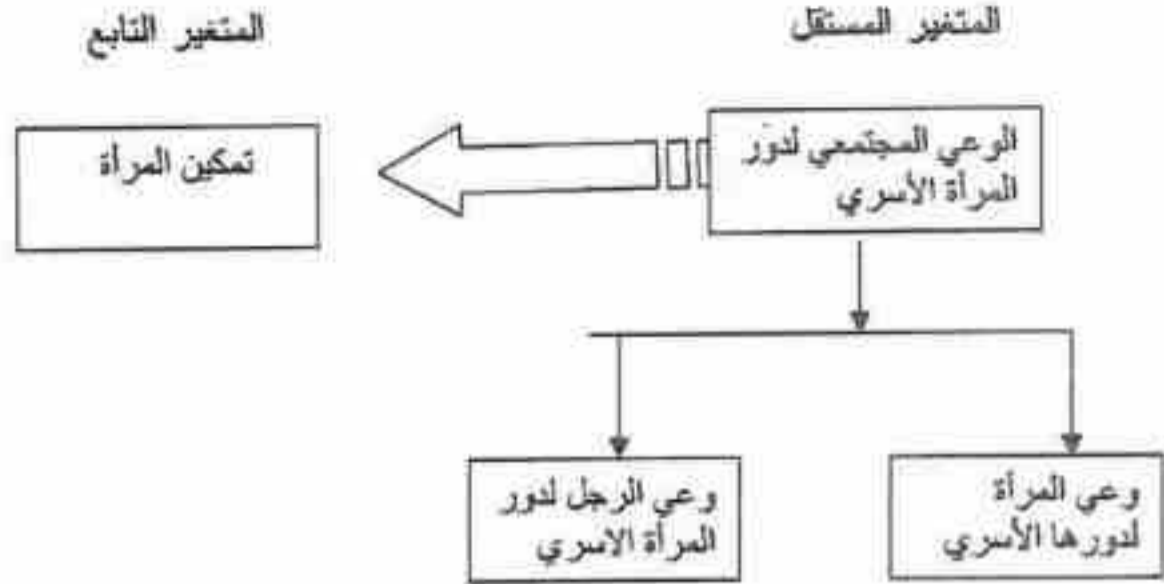 المتغير المستقل
المتغير التابع
الوعي المجتمعي لدور
المرأة الأسري
تمكين المرأة
وعي المرأة
لدورها الأسري
وعي الرجل لدور
المرأة الاسري